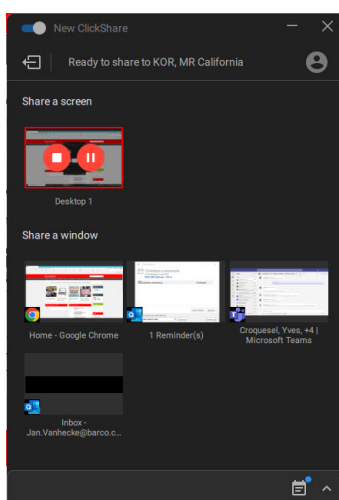 New ClickShare
Ready to share to KOR, MR California
Share a screen
Desktop 1
Share a window
Home - Google Chrome
1 Reminder(s)
Croquesel, Yves, +4 |
Microsoft Teams
Inbox -
Jan.Vanhecke@barco.c...